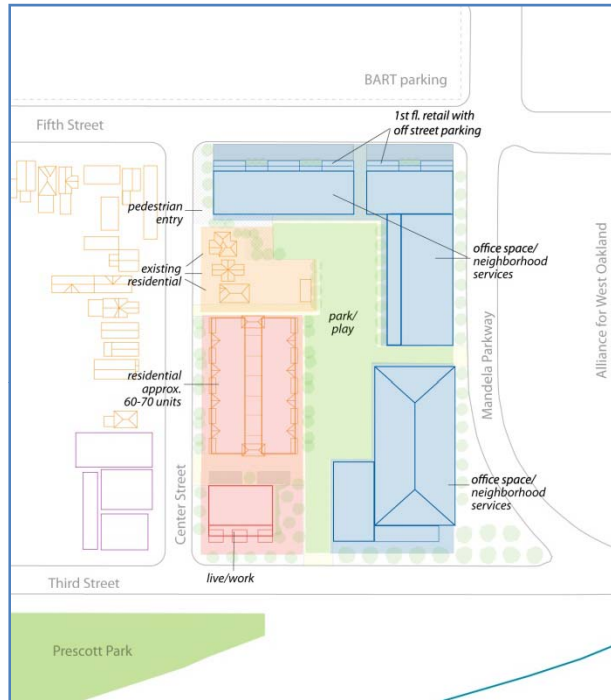 BART parking
1st fl. retail with
off street parking
Fifth Street
pedestrian
entry
existing
residential
office space/
neighborhood
services
park/
play
Alliance for West Oakland
Mandela Parkway
residential
approx.
60-70 units
office space/
neighborhood
services
Center Street
live/work
Third Street
Prescott Park